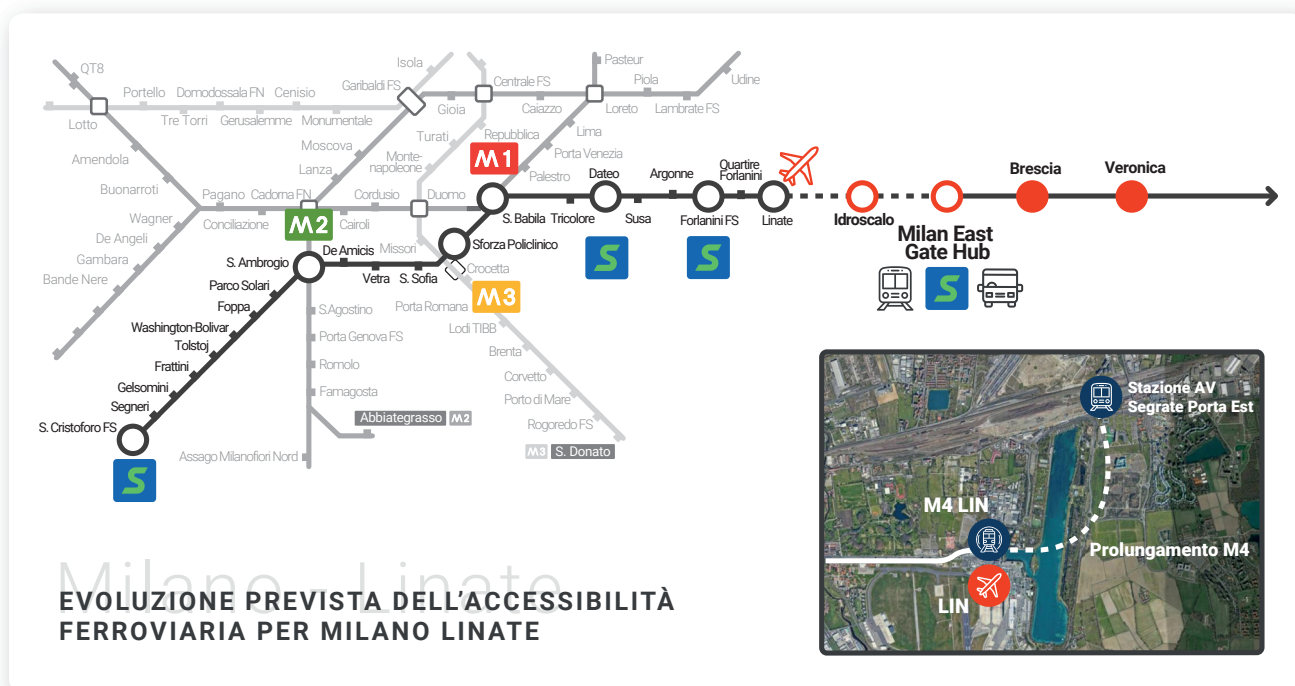 QT8
Portello
Domodossala FN
Cenisio
Isola
Garibaldi FS
Centrale FS
Pasteur
Piola
Udine
Lotto
Tre Torri
Gerusalemme
Monumentale
Gioia
Caiazzo
Loreto
Lambrate FS
Amendola
Moscova
Turati
Repubblica
Lima
Buonarroti
Lanza
Monte-
napoleone
M1
Porta Venezia
Palestro
Pagano
Cadorna FN
Cordusio
Duomo
Wagner
Conciliazione
M2
Cairoli
De Angeli
Gambara
Bande Nere
Missori
Crocetta
M3
Porta Romana
Lodi TIBB
Brenta
Corvetto
Porto di Mare
Rogoredo FS
M3 S. Donato
S.Agostino
Porta Genova FS
Romolo
Famagosta
Abbiategrasso M2
Assago Milanofiori Nord
S. Cristoforo FS
S
Segneri
Gelsomini
Frattini
Tolstoj
Washington-Bolivar
Foppa
Parco Solari
S. Ambrogio
De Amicis
Vetra
S. Sofia
Sforza Policlinico
S. Babila
Tricolore
Dateo
S
Susa
Argonne
Forlanini FS
S
Quartire
Forlanini
Linate
Idroscalo
Milan East
Gate Hub
S
Brescia
Veronica
Stazione AV
Segrate Porta Est
M4 LIN
Prolungamento M4
LIN
Milano - Linate
EVOLUZIONE PREVISTA DELL'ACCESSIBILITÀ
FERROVIARIA PER MILANO LINATE